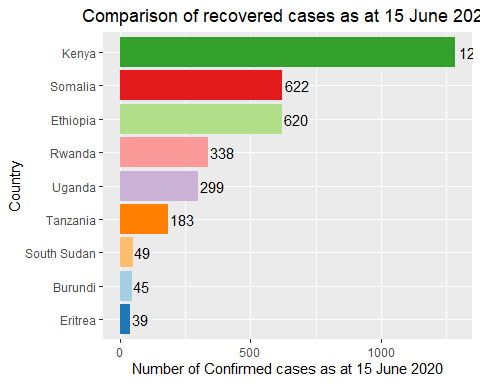 Comparison of recovered cases as at 15 June 202
Country
Kenya 12
Somalia 622
Ethiopia 620
Rwanda 338
Uganda 299
Tanzania 183
South Sudan 49
Burundi 45
Eritrea 39
0 500 1000
Number of Confirmed cases as at 15 June 2020